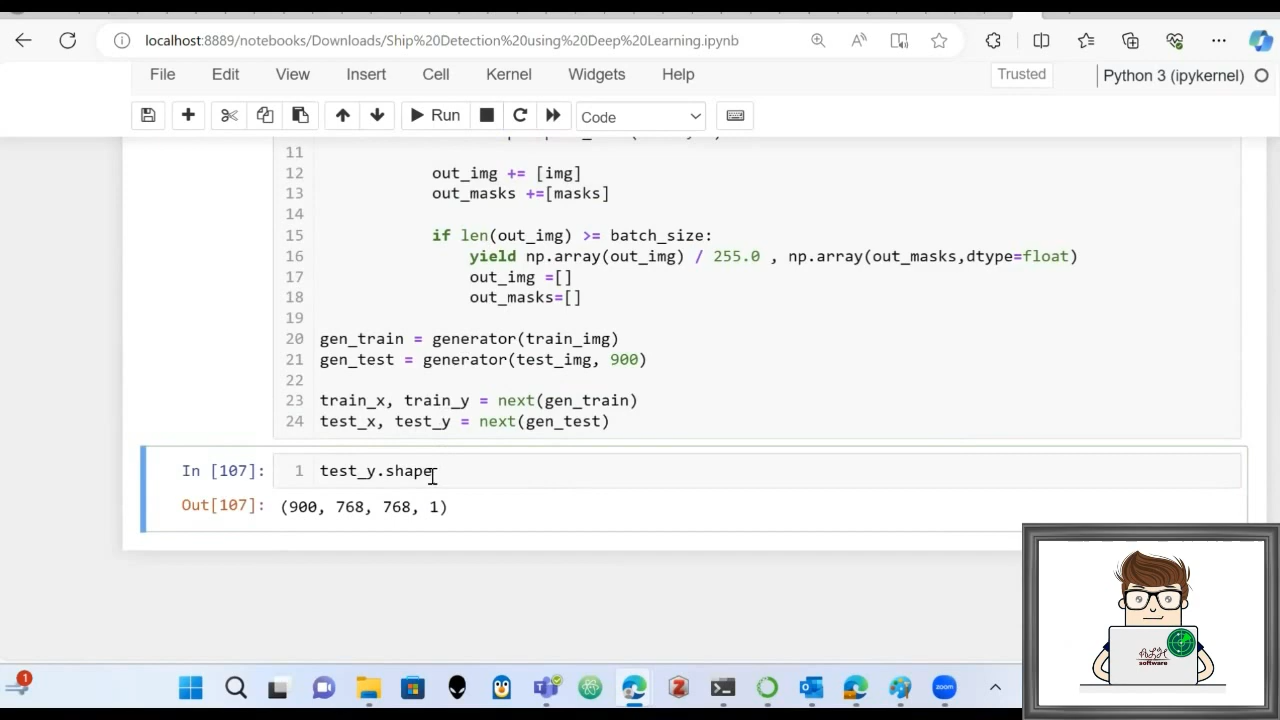 localhost:8889/notebooks/Downloads/Ship%20Detection%20using%20Deep%20Learning.ipynb
File Edit View Insert Cell Kernel Widgets Help
Trusted
Python 3 (ipykernel)
Run
Code
11
12 out_img += [img]
13 out_masks +=[masks]
14
15 if len(out_img) >= batch_size:
16 yield np.array(out_img) / 255.0 , np.array(out_masks,dtype=float)
17 out_img =[]
18 out_masks=[]
19
20 gen_train = generator(train_img)
21 gen_test = generator(test_img, 900)
22
23 train_x, train_y = next(gen_train)
24 test_x, test_y = next(gen_test)
In [107]: 1 test_y.shape
Out[107]: (900, 768, 768, 1)
software
1
zoom